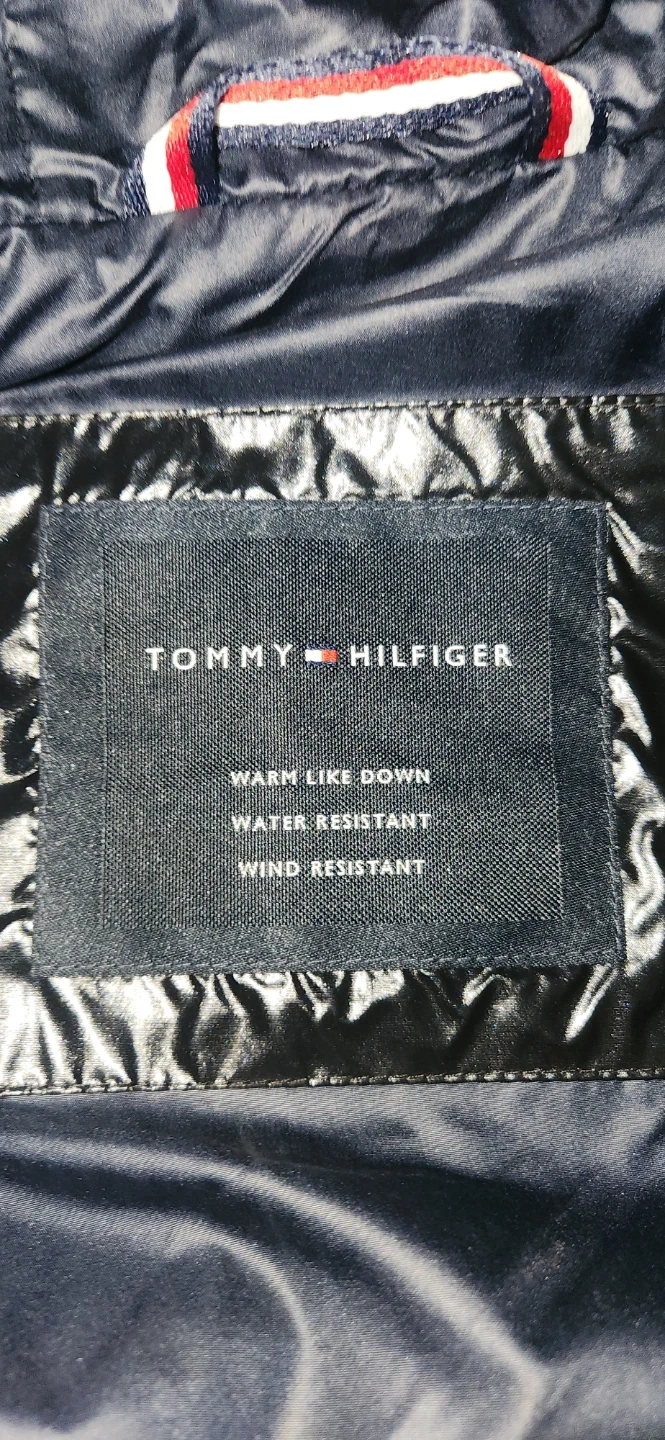 TOMMY HILFIGER
WARM LIKE DOWN
WATER RESISTANT
WIND RESISTANT